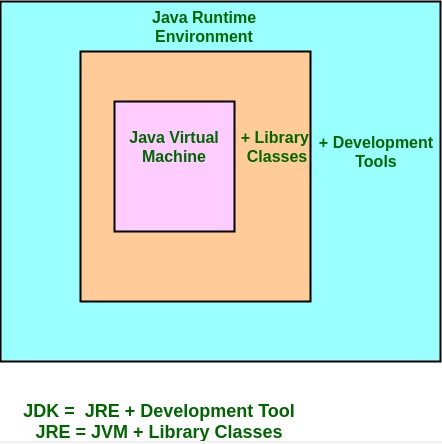 Java Runtime
Environment
Java Virtual
Machine
+ Library
Classes
+ Development
Tools
JDK =  JRE + Development Tool
JRE = JVM + Library Classes